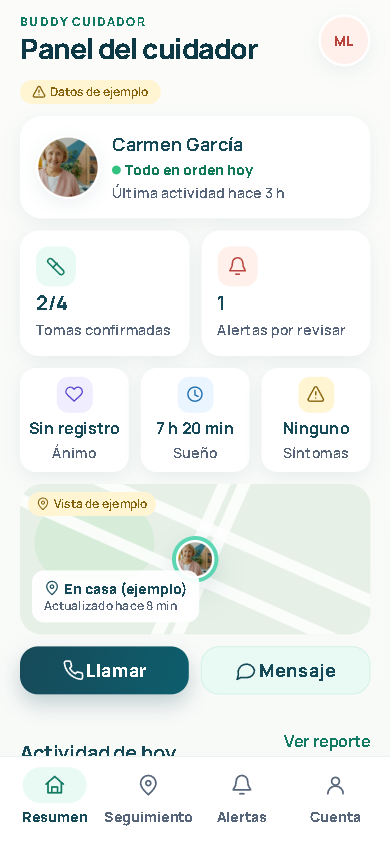 BUDDY CUIDADOR
Panel del cuidador
ML
Datos de ejemplo
Carmen García
Todo en orden hoy
Última actividad hace 3 h
2/4
Tomas confirmadas
1
Alertas por revisar
Sin registro
Ánimo
7 h 20 min
Sueño
Ninguno
Síntomas
Vista de ejemplo
En casa (ejemplo)
Actualizado hace 8 min
Llamar
Mensaje
Actividad de hoy
Ver reporte
Resumen
Seguimiento
Alertas
Cuenta